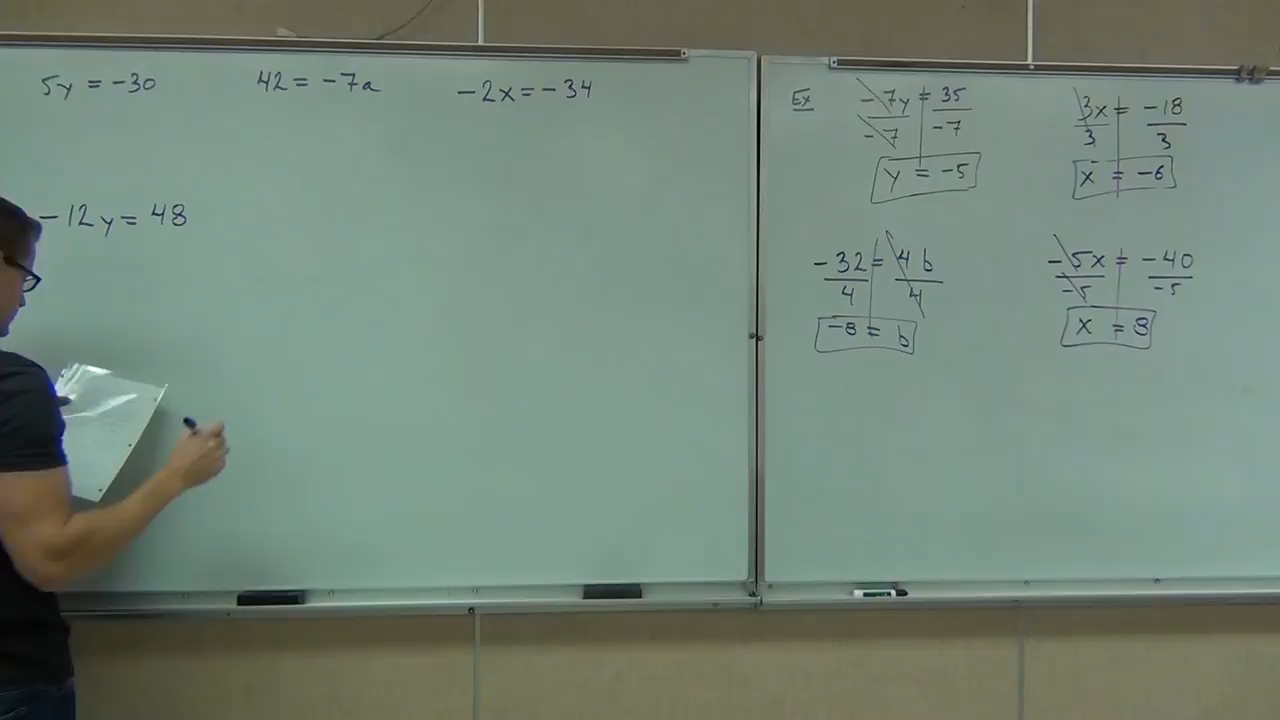 5y = -30
42 = -7a
-2x = -34
-12y = 48
Ex
-7y = 35
-7 -7
y = -5
3x = -18
3 3
x = -6
-32 = 4b
4 4
-8 = b
-5x = -40
-5 -5
x = 8